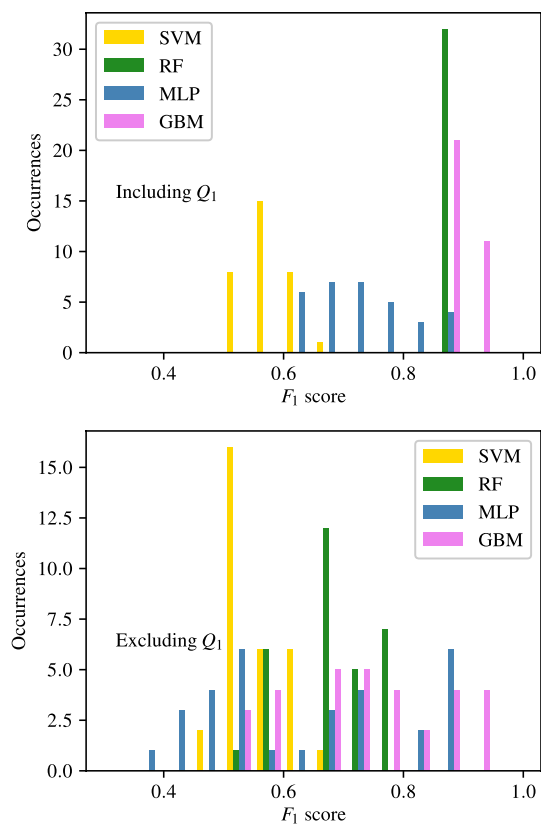 SVM
RF
MLP
GBM
Including Q₁
Occurrences
30
25
20
15
10
5
0
0.4 0.6 0.8 1.0
F₁ score
SVM
RF
MLP
GBM
Excluding Q₁
Occurrences
15.0
12.5
10.0
7.5
5.0
2.5
0.0
0.4 0.6 0.8 1.0
F₁ score